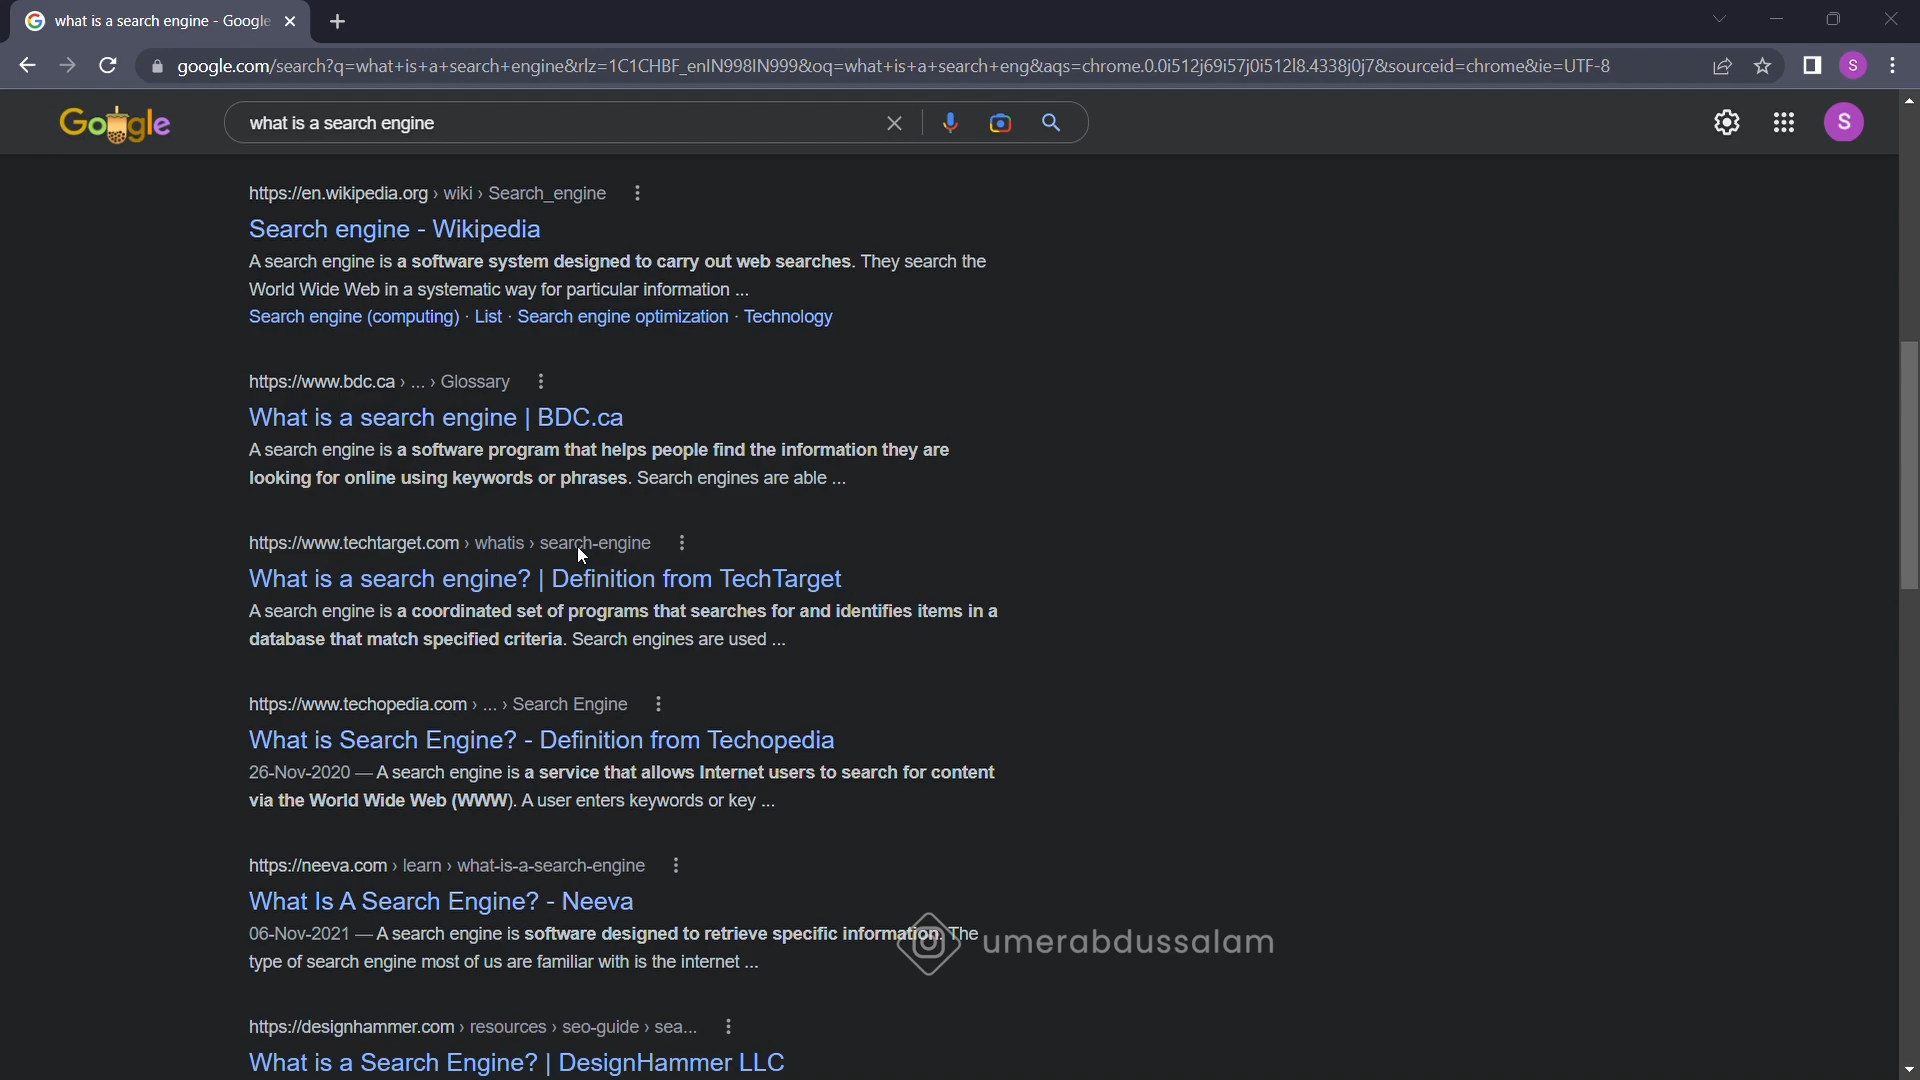 what is a search engine - Google
google.com/search?q=what+is+a+search+engine&rlz=1C1CHBF_enIN998IN999&oq=what+is+a+search+eng&aqs=chrome.0.0i512j69i57j0i512l8.4338j0j7&sourceid=chrome&ie=UTF-8
S
Google
what is a search engine
S
https://en.wikipedia.org › wiki › Search_engine
Search engine - Wikipedia
A search engine is a software system designed to carry out web searches. They search the
World Wide Web in a systematic way for particular information ...
Search engine (computing) · List · Search engine optimization · Technology
https://www.bdc.ca › ... › Glossary
What is a search engine | BDC.ca
A search engine is a software program that helps people find the information they are
looking for online using keywords or phrases. Search engines are able ...
https://www.techtarget.com › whatis › search-engine
What is a search engine? | Definition from TechTarget
A search engine is a coordinated set of programs that searches for and identifies items in a
database that match specified criteria. Search engines are used ...
https://www.techopedia.com › ... › Search Engine
What is Search Engine? - Definition from Techopedia
26-Nov-2020 — A search engine is a service that allows Internet users to search for content
via the World Wide Web (WWW). A user enters keywords or key ...
https://neeva.com › learn › what-is-a-search-engine
What Is A Search Engine? - Neeva
06-Nov-2021 — A search engine is software designed to retrieve specific information. The
type of search engine most of us are familiar with is the internet ...
umerabdussalam
https://designhammer.com › resources › seo-guide › sea...
What is a Search Engine? | DesignHammer LLC